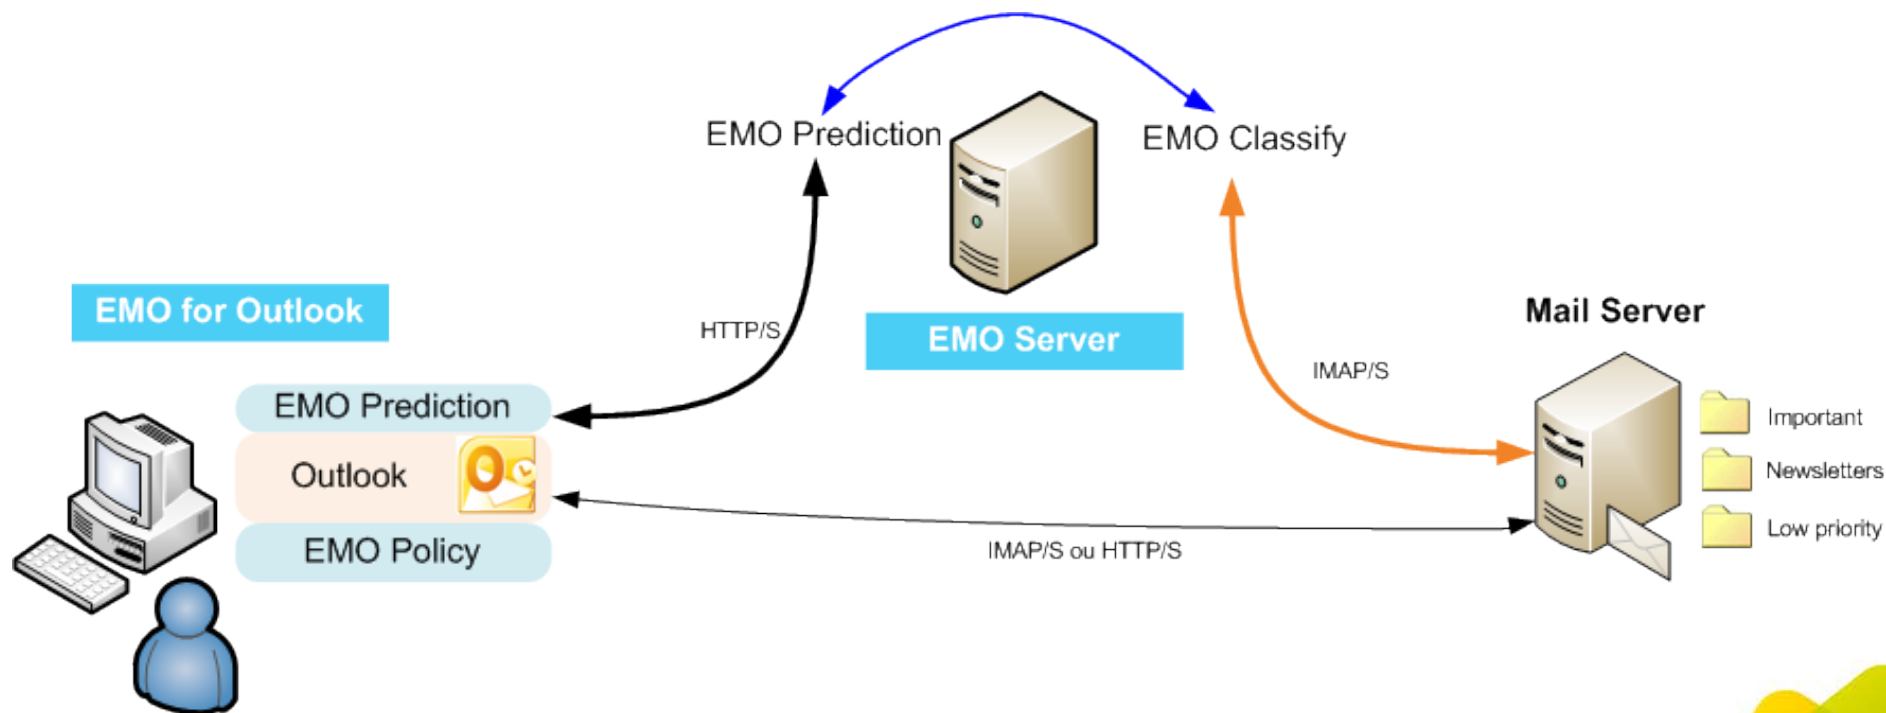 EMO Prediction
EMO Classify
EMO for Outlook
HTTP/S
EMO Server
Mail Server
IMAP/S
EMO Prediction
Outlook
EMO Policy
IMAP/S ou HTTP/S
Important
Newsletters
Low priority